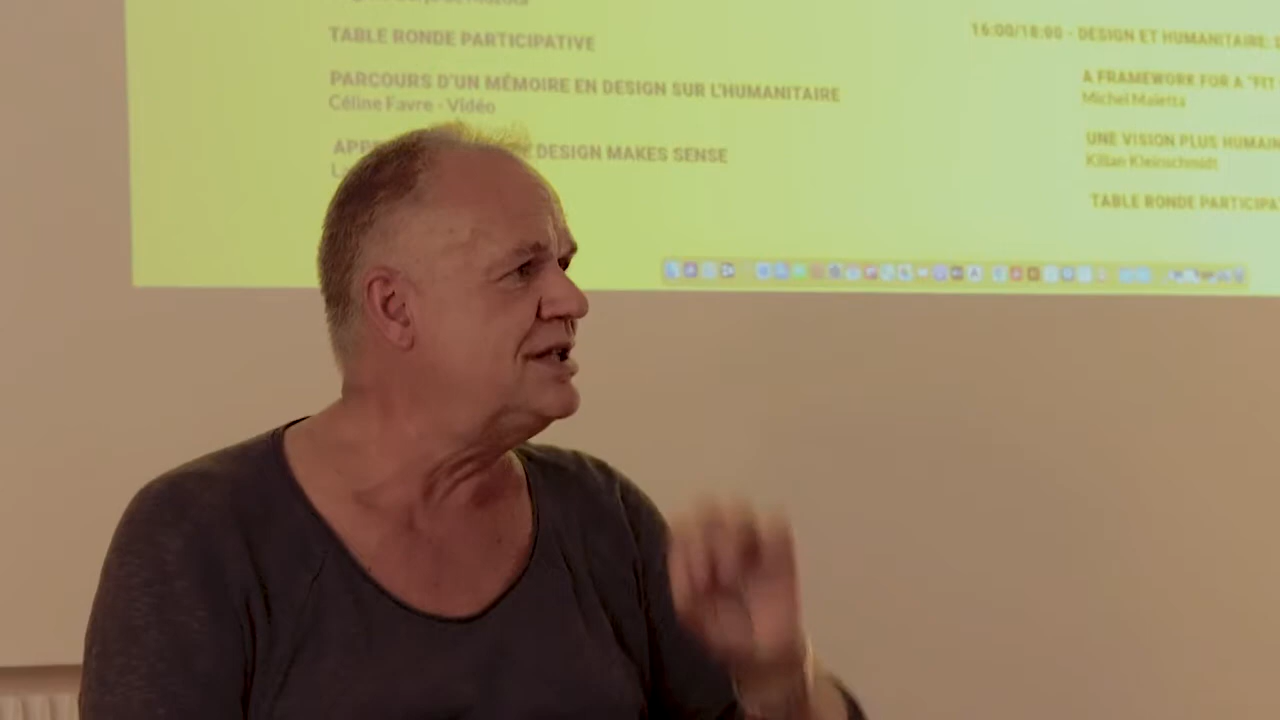 TABLE RONDE PARTICIPATIVE
PARCOURS D'UN MÉMOIRE EN DESIGN SUR L'HUMANITAIRE
Céline Favre - Vidéo
DESIGN MAKES SENSE
16:00/18:00 - DESIGN ET HUMANITAIRE:
A FRAMEWORK FOR A "FIT
Michel Maietta
UNE VISION PLUS HUMAIN
Kilian Kleinschmidt
TABLE RONDE PARTICIPA